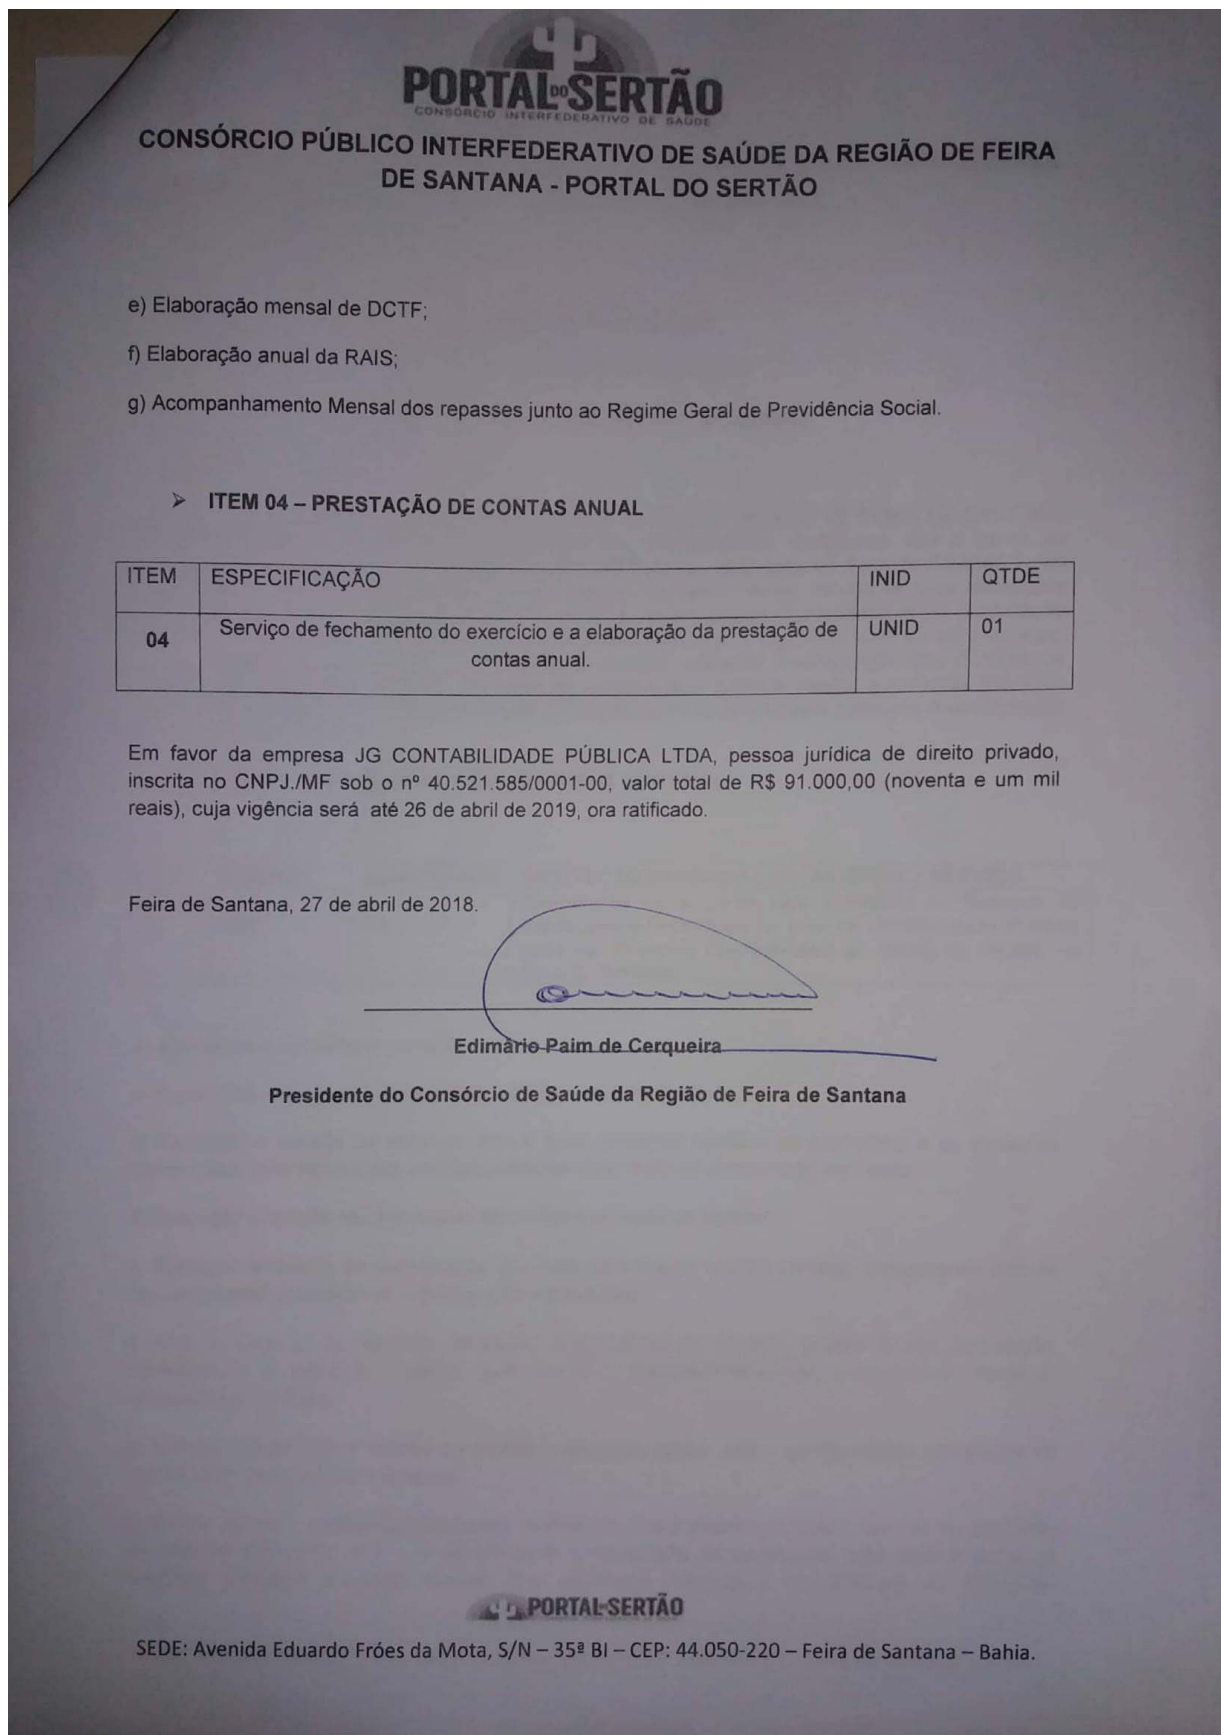 PORTAL DO SERTÃO
CONSÓRCIO INTERFEDERATIVO DE SAÚDE
CONSÓRCIO PÚBLICO INTERFEDERATIVO DE SAÚDE DA REGIÃO DE FEIRA
DE SANTANA - PORTAL DO SERTÃO
e) Elaboração mensal de DCTF;
f) Elaboração anual da RAIS;
g) Acompanhamento Mensal dos repasses junto ao Regime Geral de Previdência Social.
➢ ITEM 04 – PRESTAÇÃO DE CONTAS ANUAL
ITEM ESPECIFICAÇÃO INID QTDE
04 Serviço de fechamento do exercício e a elaboração da prestação de UNID 01
contas anual.
Em favor da empresa JG CONTABILIDADE PÚBLICA LTDA, pessoa jurídica de direito privado,
inscrita no CNPJ./MF sob o nº 40.521.585/0001-00, valor total de R$ 91.000,00 (noventa e um mil
reais), cuja vigência será até 26 de abril de 2019, ora ratificado.
Feira de Santana, 27 de abril de 2018.
Edimário Paim de Cerqueira
Presidente do Consórcio de Saúde da Região de Feira de Santana
PORTAL DO SERTÃO
SEDE: Avenida Eduardo Fróes da Mota, S/N – 35ª BI – CEP: 44.050-220 – Feira de Santana – Bahia.